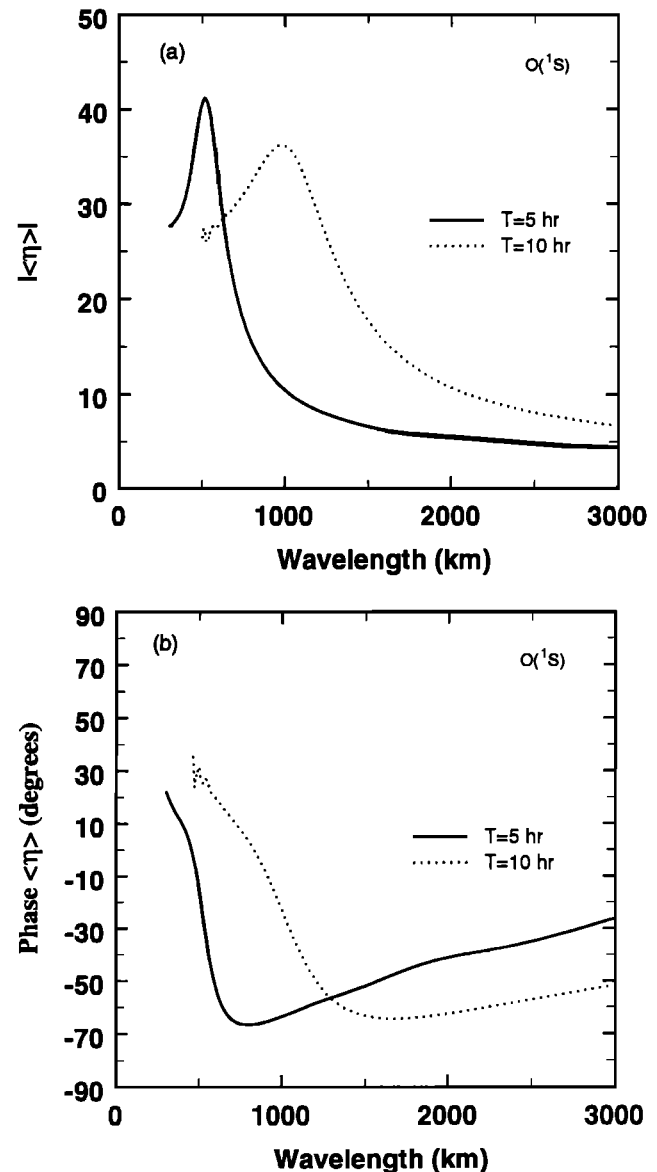 (a)
O(¹S)
50
40
30
20
10
0
|<η>|
T=5 hr
T=10 hr
0 1000 2000 3000
Wavelength (km)
(b)
O(¹S)
90
70
50
30
10
-10
-30
-50
-70
-90
Phase <η> (degrees)
T=5 hr
T=10 hr
0 1000 2000 3000
Wavelength (km)